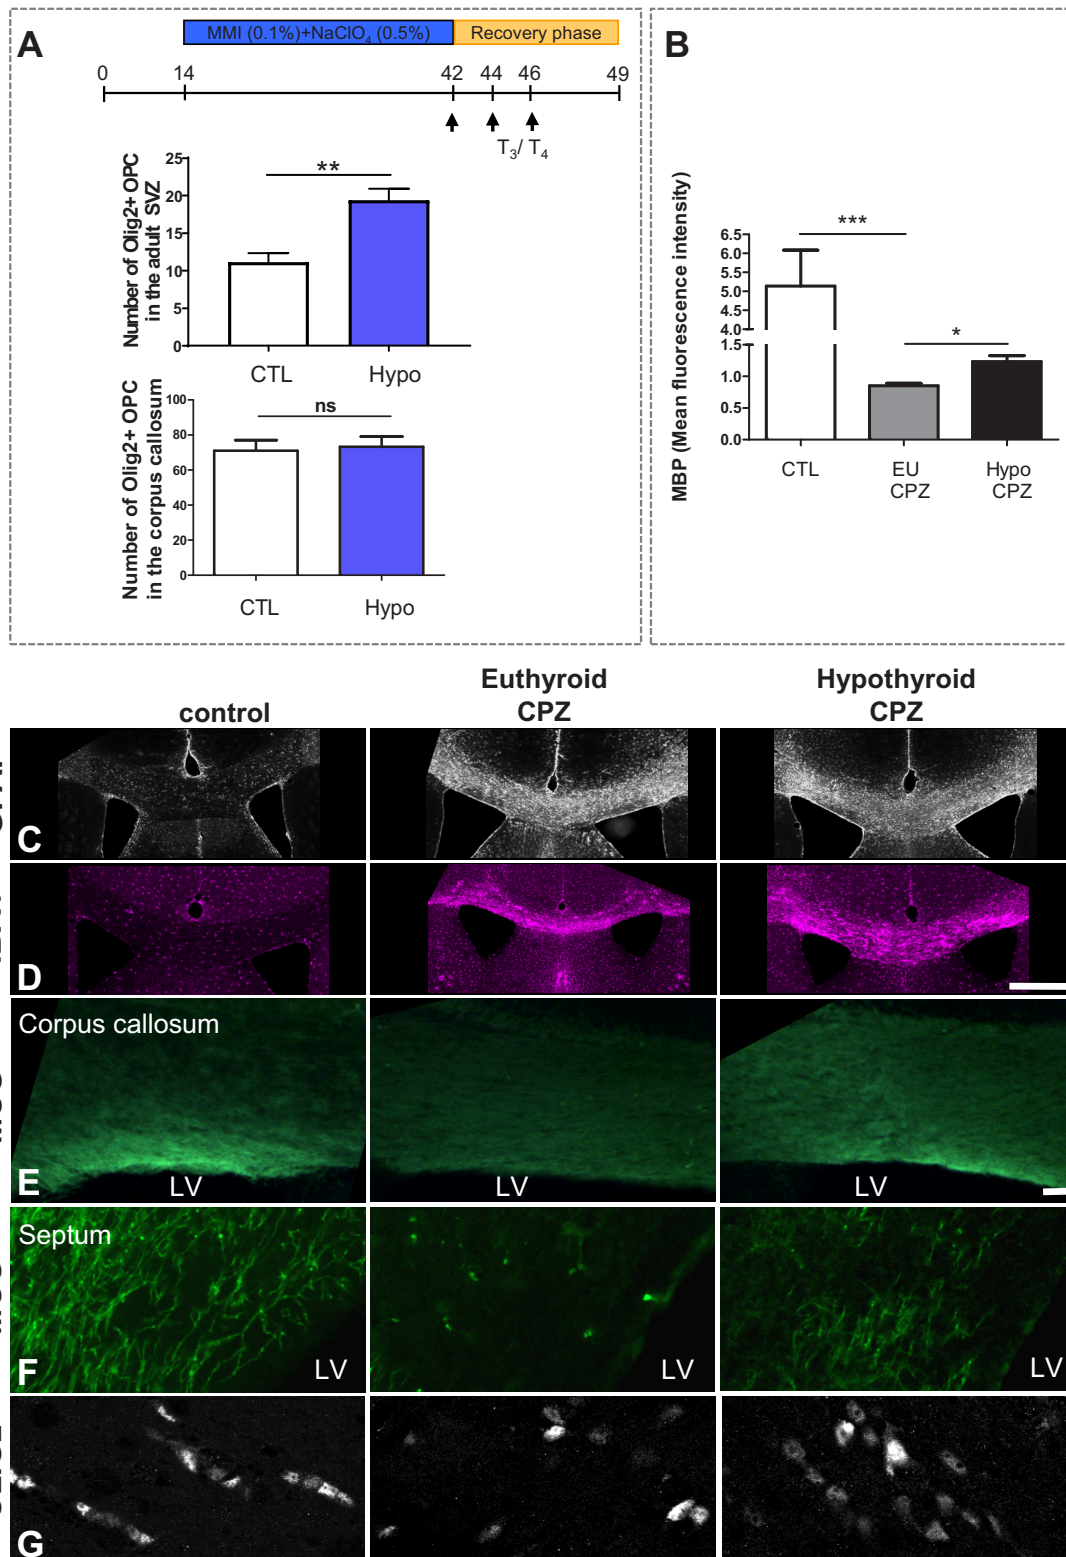 A
MMI (0.1%)+NaClO4 (0.5%)
Recovery phase
0 14 42 44 46 49
T3/ T4
Number of Olig2+ OPC
in the adult SVZ
25
20
15
10
5
0
**
CTL Hypo
Number of Olig2+ OPC
in the corpus callosum
100
80
60
40
20
0
ns
CTL Hypo
B
MBP (Mean fluorescence intensity)
6.5
6.0
5.5
5.0
4.5
4.0
1.5
1.0
0.5
0.0
***
*
CTL EU Hypo
CPZ CPZ
control
Euthyroid
CPZ
Hypothyroid
CPZ
C
D
Corpus callosum
E
LV LV LV
Septum
F
LV LV LV
G